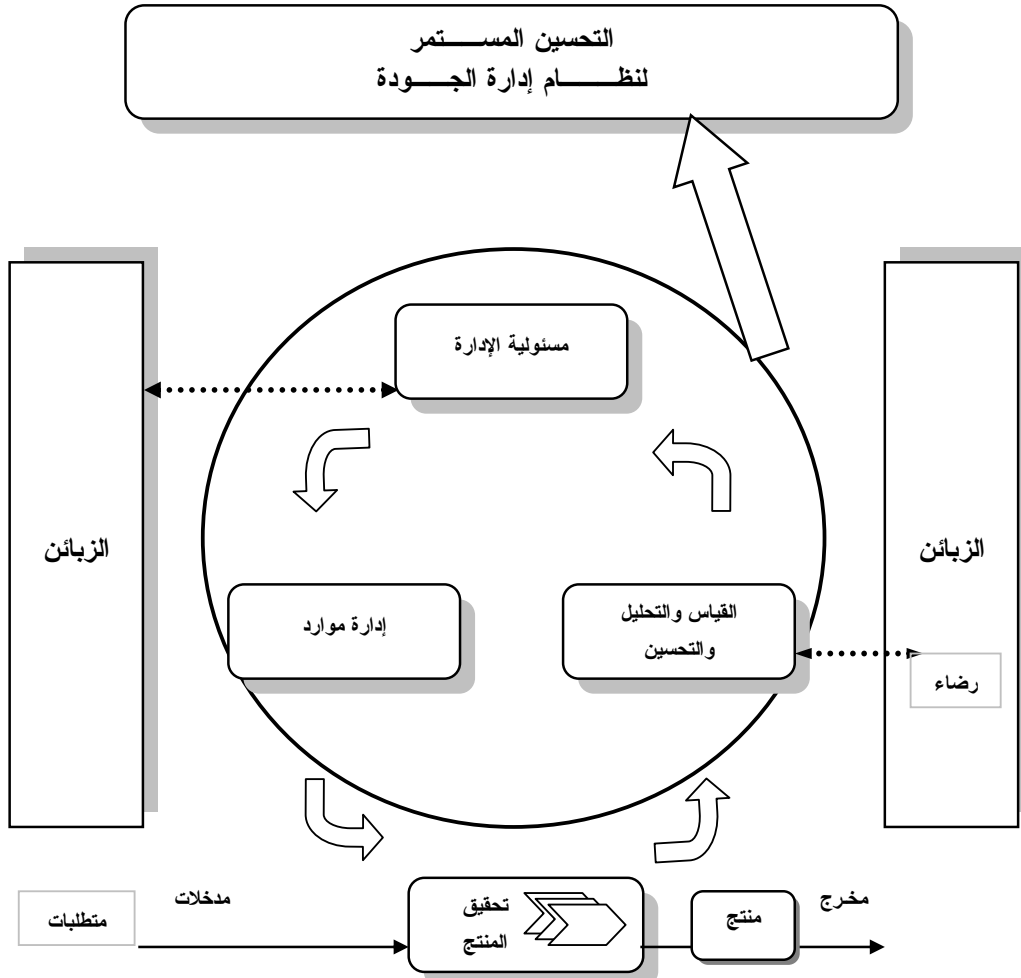 التحسين المستمر
لنظام إدارة الجودة
مسئولية الإدارة
الزبائن
الزبائن
إدارة موارد
القياس والتحليل
والتحسين
رضاء
متطلبات
مدخلات
تحقيق
المنتج
منتج
مخرج